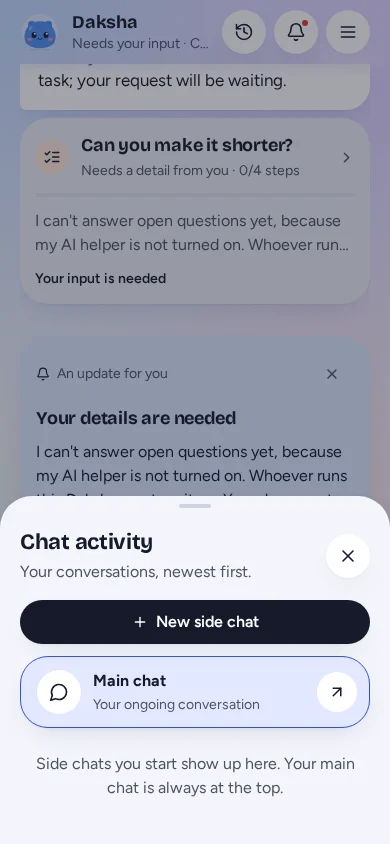 Daksha
Needs your input · C...
task; your request will be waiting.
Can you make it shorter?
Needs a detail from you · 0/4 steps
I can't answer open questions yet, because
my AI helper is not turned on. Whoever run...
Your input is needed
An update for you
Your details are needed
I can't answer open questions yet, because
my AI helper is not turned on. Whoever runs
Chat activity
Your conversations, newest first.
New side chat
Main chat
Your ongoing conversation
Side chats you start show up here. Your main
chat is always at the top.